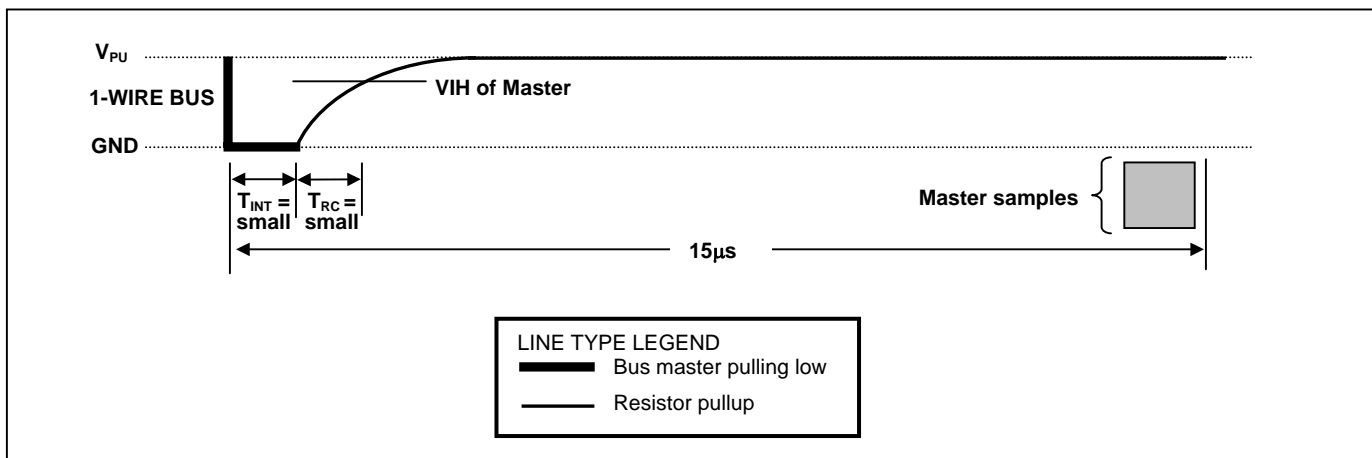 VPU
1-WIRE BUS
VIH of Master
GND
TINT = small
TRC = small
Master samples
15μs
LINE TYPE LEGEND
Bus master pulling low
Resistor pullup